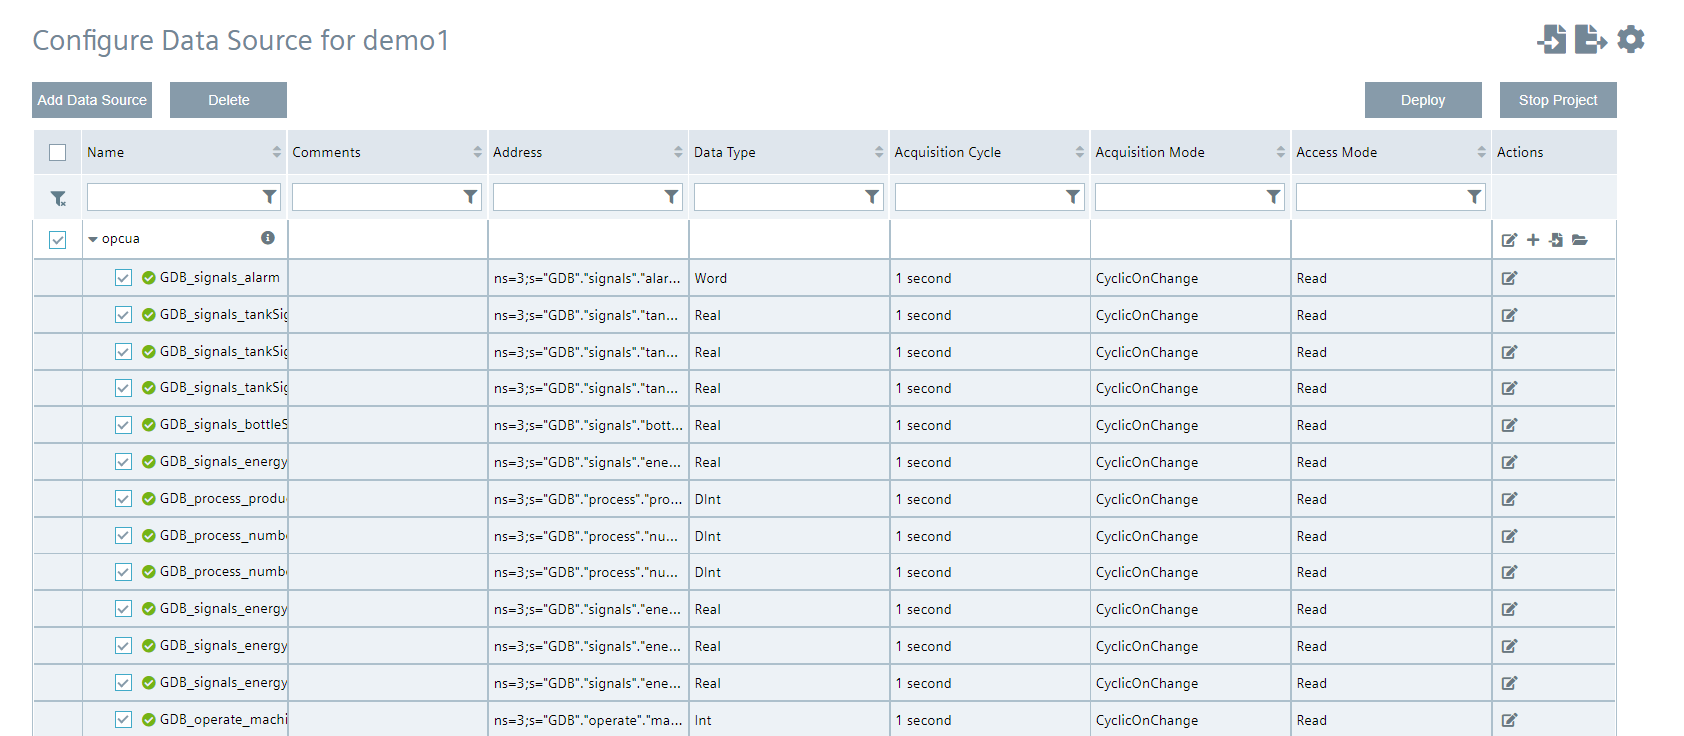 Configure Data Source for demo1
Add Data Source Delete Deploy Stop Project
Name Comments Address Data Type Acquisition Cycle Acquisition Mode Access Mode Actions
opcua
GDB_signals_alarm ns=3;s="GDB"."signals"."alar... Word 1 second CyclicOnChange Read
GDB_signals_tankSig ns=3;s="GDB"."signals"."tan... Real 1 second CyclicOnChange Read
GDB_signals_tankSig ns=3;s="GDB"."signals"."tan... Real 1 second CyclicOnChange Read
GDB_signals_tankSig ns=3;s="GDB"."signals"."tan... Real 1 second CyclicOnChange Read
GDB_signals_bottleS ns=3;s="GDB"."signals"."bott... Real 1 second CyclicOnChange Read
GDB_signals_energy ns=3;s="GDB"."signals"."ene... Real 1 second CyclicOnChange Read
GDB_process_produ ns=3;s="GDB"."process"."pro... DInt 1 second CyclicOnChange Read
GDB_process_numb ns=3;s="GDB"."process"."nu... DInt 1 second CyclicOnChange Read
GDB_process_numb ns=3;s="GDB"."process"."nu... DInt 1 second CyclicOnChange Read
GDB_signals_energy ns=3;s="GDB"."signals"."ene... Real 1 second CyclicOnChange Read
GDB_signals_energy ns=3;s="GDB"."signals"."ene... Real 1 second CyclicOnChange Read
GDB_signals_energy ns=3;s="GDB"."signals"."ene... Real 1 second CyclicOnChange Read
GDB_operate_machi ns=3;s="GDB"."operate"."ma... Int 1 second CyclicOnChange Read